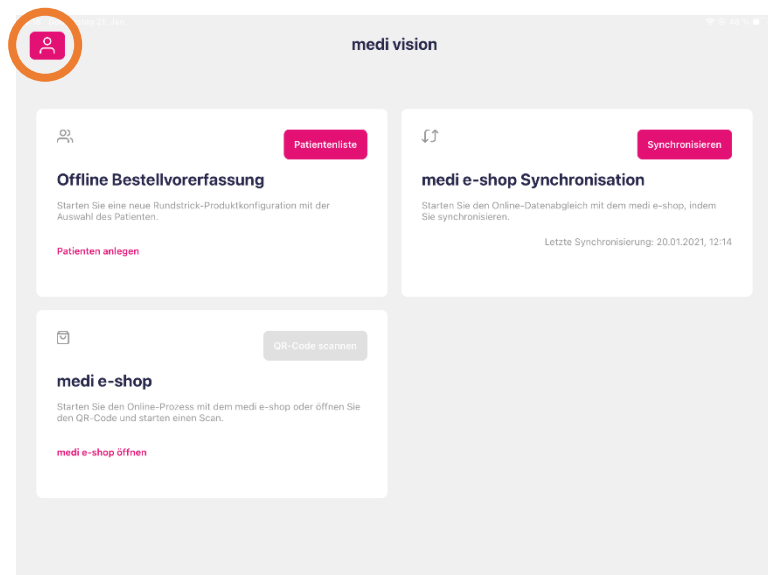 medi vision
Patientenliste
Offline Bestellvorerfassung
Starten Sie eine neue Rundstrick-Produktkonfiguration mit der
Auswahl des Patienten.
Patienten anlegen
Synchronisieren
medi e-shop Synchronisation
Starten Sie den Online-Datenabgleich mit dem medi e-shop, indem
Sie synchronisieren.
Letzte Synchronisierung: 20.01.2021, 12:14
QR-Code scannen
medi e-shop
Starten Sie den Online-Prozess mit dem medi e-shop oder öffnen Sie
den QR-Code und starten einen Scan.
medi e-shop öffnen